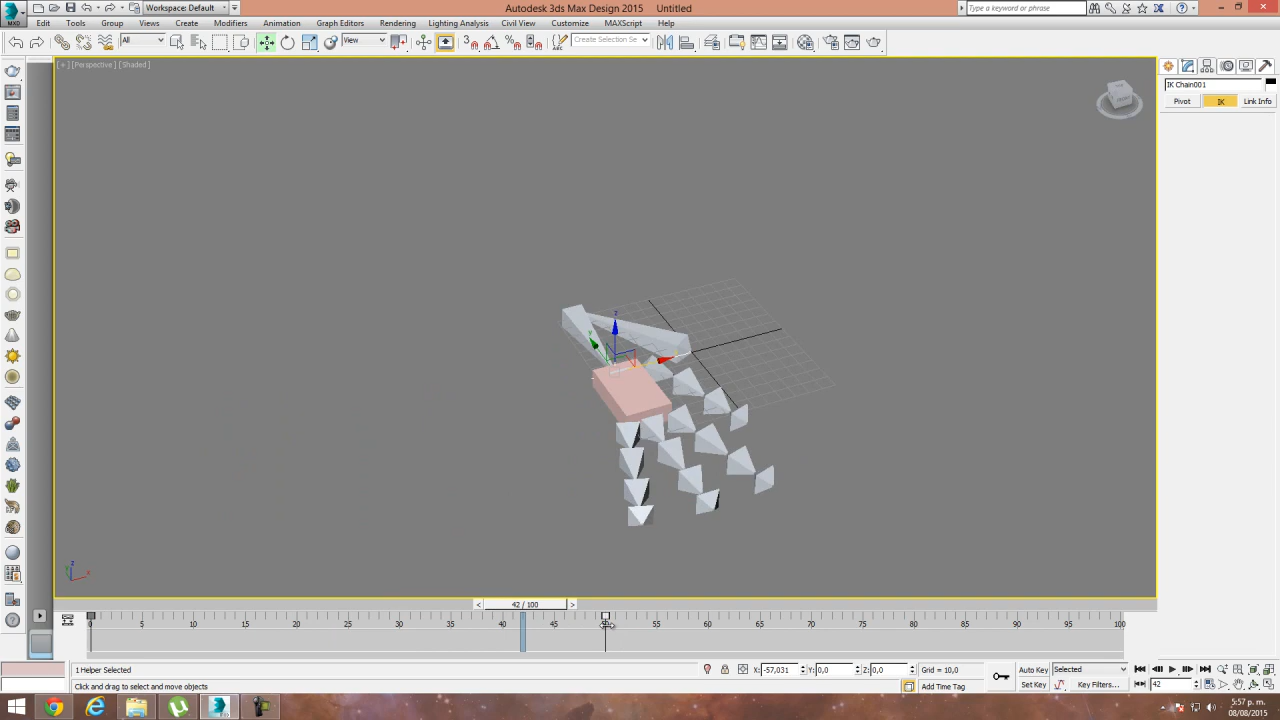 Workspace: Default
Autodesk 3ds Max Design 2015 Untitled
Type a keyword or phrase
MXD
Edit Tools Group Views Create Modifiers Animation Graph Editors Rendering Lighting Analysis Civil View Customize MAXScript Help
All View Create Selection Se
[+] [Perspective] [Shaded]
IK Chain001
Pivot IK Link Info
z
y
z
x
< 42 / 100 >
0 5 10 15 20 25 30 35 40 45 55 60 65 70 75 80 85 90 95 100
1 Helper Selected X: -57,031 Y: 0,0 Z: 0,0 Grid = 10,0 Auto Key Selected
Click and drag to select and move objects Add Time Tag Set Key Key Filters... 42
5:57 p. m.
08/08/2015